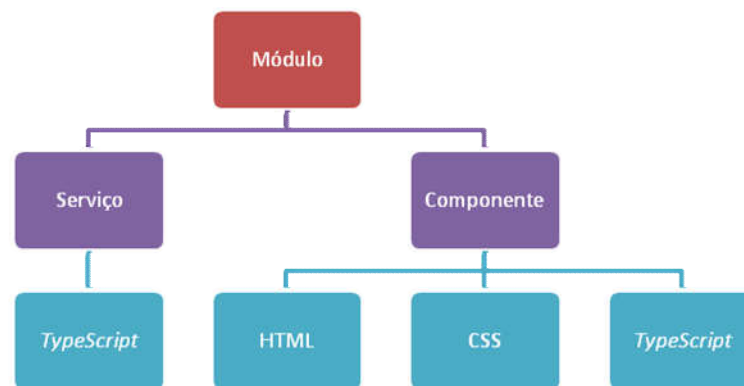 Módulo
Serviço
Componente
TypeScript
HTML
CSS
TypeScript